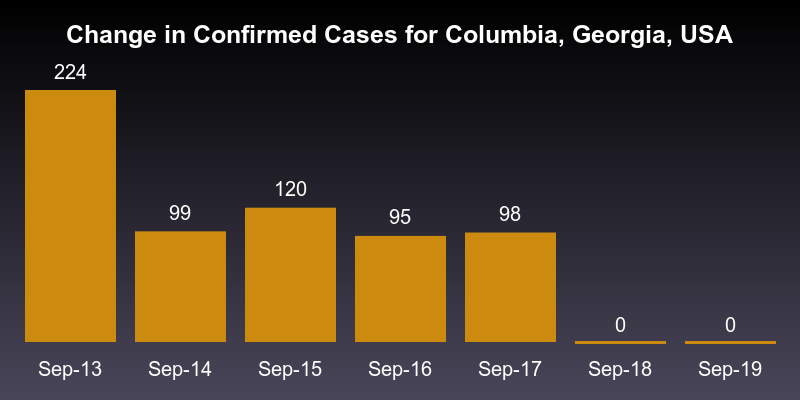 Change in Confirmed Cases for Columbia, Georgia, USA
224
99
120
95
98
0
0
Sep-13
Sep-14
Sep-15
Sep-16
Sep-17
Sep-18
Sep-19